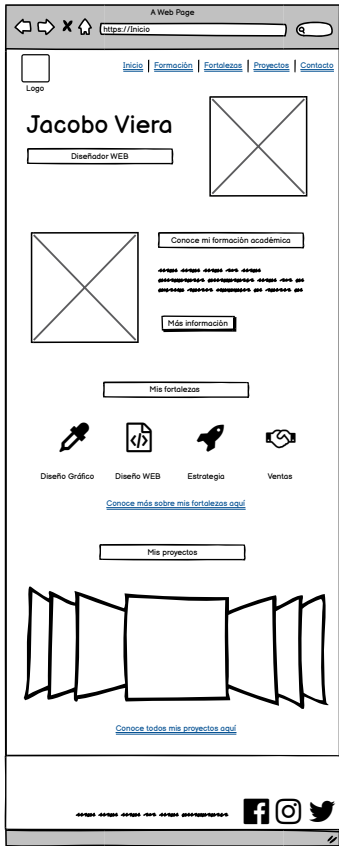 A Web Page
https://Inicio
Inicio | Formación | Fortalezas | Proyectos | Contacto
Logo
Jacobo Viera
Diseñador WEB
Conoce mi formación académica
Más información
Mis fortalezas
Diseño Gráfico Diseño WEB Estrategia Ventas
Conoce más sobre mis fortalezas aquí
Mis proyectos
Conoce todos mis proyectos aquí